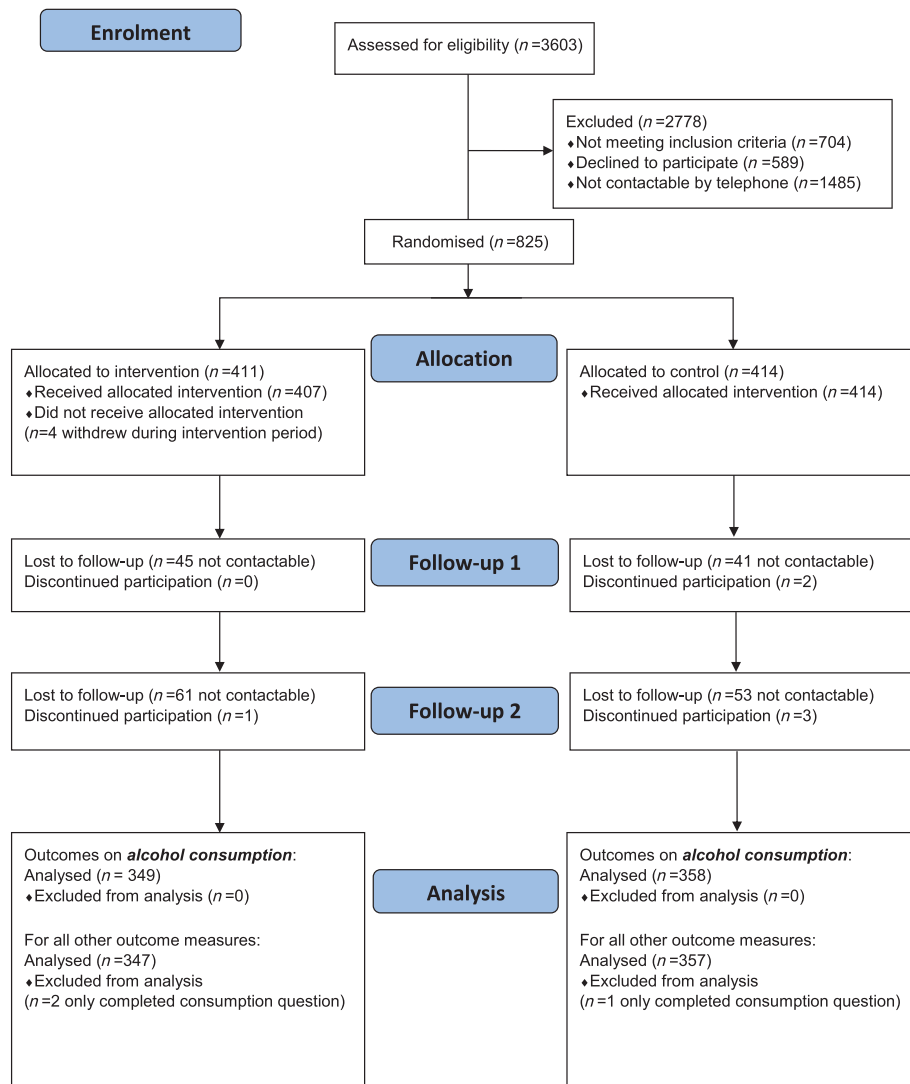 Enrolment
Assessed for eligibility (n=3603)
Excluded (n=2778)
♦Not meeting inclusion criteria (n=704)
♦Declined to participate (n=589)
♦Not contactable by telephone (n=1485)
Randomised (n=825)
Allocation
Allocated to intervention (n=411)
♦Received allocated intervention (n=407)
♦Did not receive allocated intervention
(n=4 withdrew during intervention period)
Allocated to control (n=414)
♦Received allocated intervention (n=414)
Follow-up 1
Lost to follow-up (n=45 not contactable)
Discontinued participation (n=0)
Lost to follow-up (n=41 not contactable)
Discontinued participation (n=2)
Follow-up 2
Lost to follow-up (n=61 not contactable)
Discontinued participation (n=1)
Lost to follow-up (n=53 not contactable)
Discontinued participation (n=3)
Analysis
Outcomes on alcohol consumption:
Analysed (n= 349)
♦Excluded from analysis (n=0)
For all other outcome measures:
Analysed (n=347)
♦Excluded from analysis
(n=2 only completed consumption question)
Outcomes on alcohol consumption:
Analysed (n=358)
♦Excluded from analysis (n=0)
For all other outcome measures:
Analysed (n=357)
♦Excluded from analysis
(n=1 only completed consumption question)